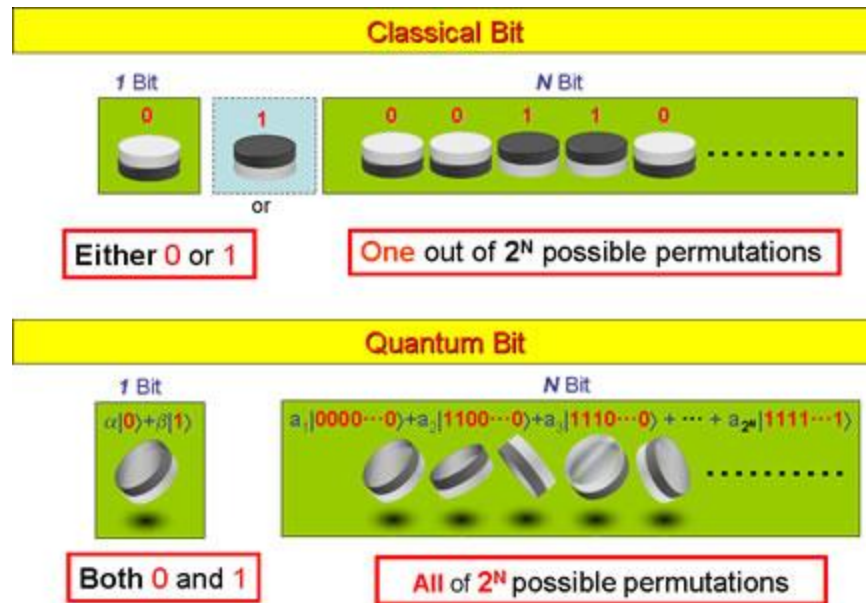 Classical Bit
1 Bit
N Bit
0
1
0 0 1 1 0
or
Either 0 or 1
One out of 2ᴺ possible permutations
Quantum Bit
1 Bit
N Bit
α|0⟩+β|1⟩
a₁|0000⋯0⟩+a₂|1100⋯0⟩+a₃|1110⋯0⟩ + ⋯ + a₂ᴺ|1111⋯1⟩
Both 0 and 1
All of 2ᴺ possible permutations